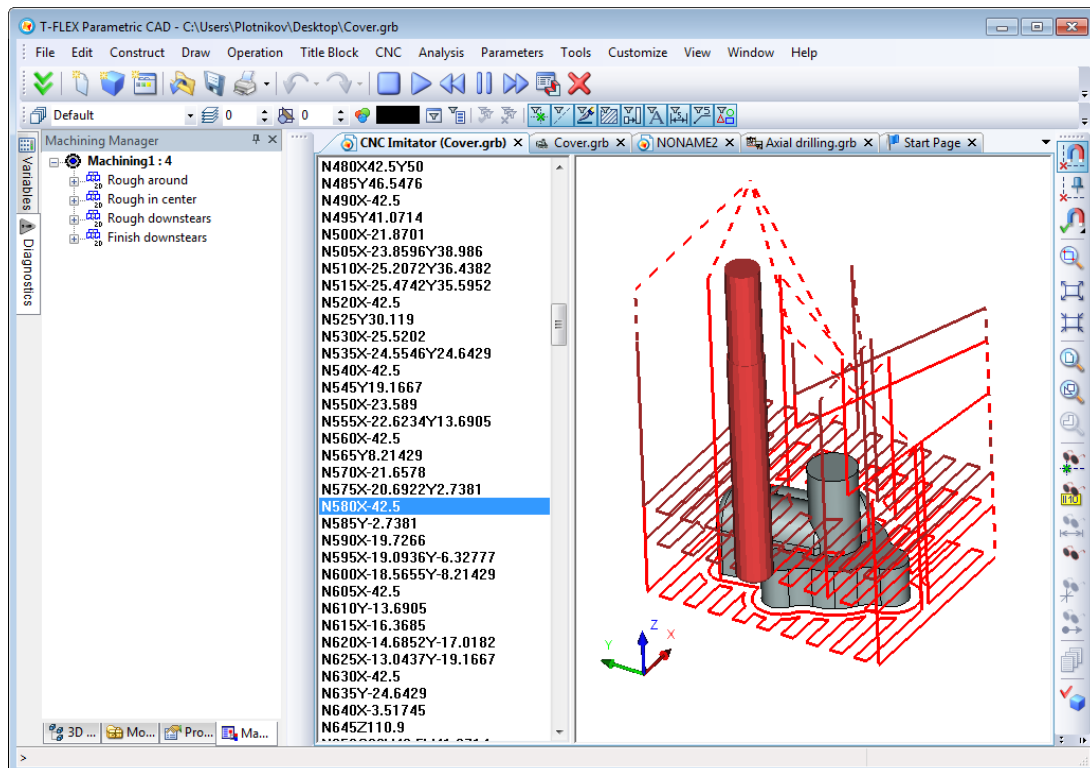 T-FLEX Parametric CAD - C:\Users\Plotnikov\Desktop\Cover.grb
File Edit Construct Draw Operation Title Block CNC Analysis Parameters Tools Customize View Window Help
Default 0 0
Machining Manager
CNC Imitator (Cover.grb) Cover.grb NONAME2 Axial drilling.grb Start Page
Variables
Diagnostics
Machining1 : 4
Rough around
Rough in center
Rough downstears
Finish downstears
N480X42.5Y50
N485Y46.5476
N490X-42.5
N495Y41.0714
N500X-21.8701
N505X-23.8596Y38.986
N510X-25.2072Y36.4382
N515X-25.4742Y35.5952
N520X-42.5
N525Y30.119
N530X-25.5202
N535X-24.5546Y24.6429
N540X-42.5
N545Y19.1667
N550X-23.589
N555X-22.6234Y13.6905
N560X-42.5
N565Y8.21429
N570X-21.6578
N575X-20.6922Y2.7381
N580X-42.5
N585Y-2.7381
N590X-19.7266
N595X-19.0936Y-6.32777
N600X-18.5655Y-8.21429
N605X-42.5
N610Y-13.6905
N615X-16.3685
N620X-14.6852Y-17.0182
N625X-13.0437Y-19.1667
N630X-42.5
N635Y-24.6429
N640X-3.51745
N645Z110.9
Z
X
Y
3D ... Mo... Pro... Ma...
>